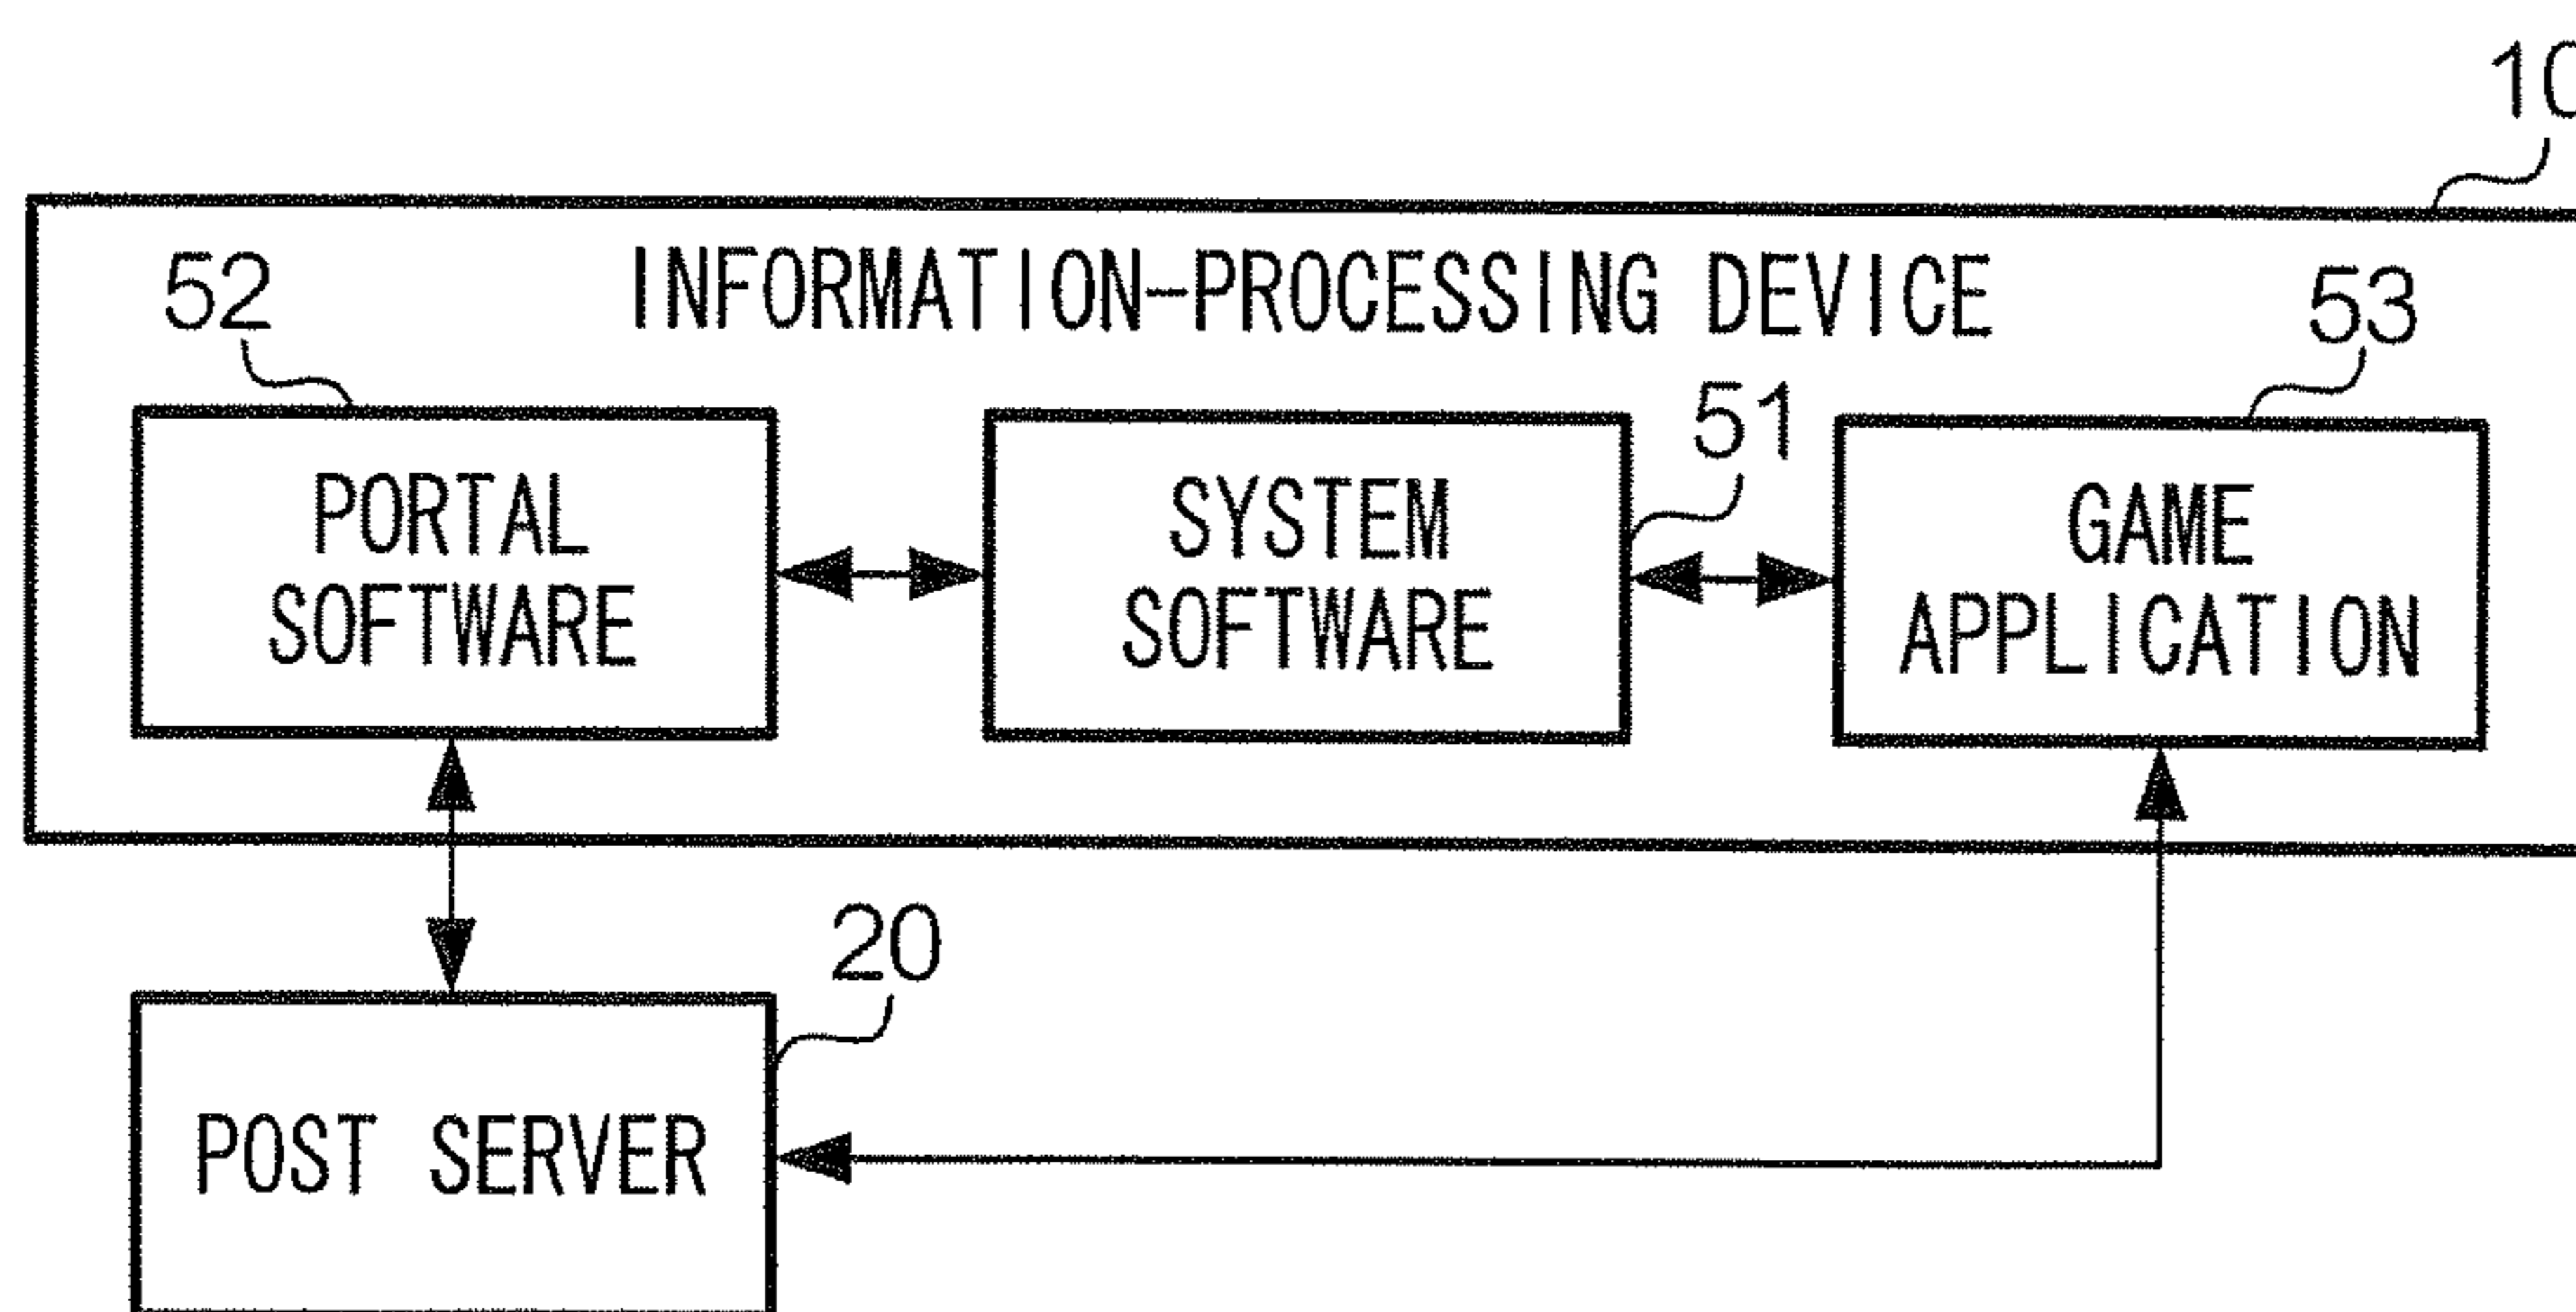 10
INFORMATION-PROCESSING DEVICE
52
53
51
PORTAL
SOFTWARE
SYSTEM
SOFTWARE
GAME
APPLICATION
20
POST SERVER